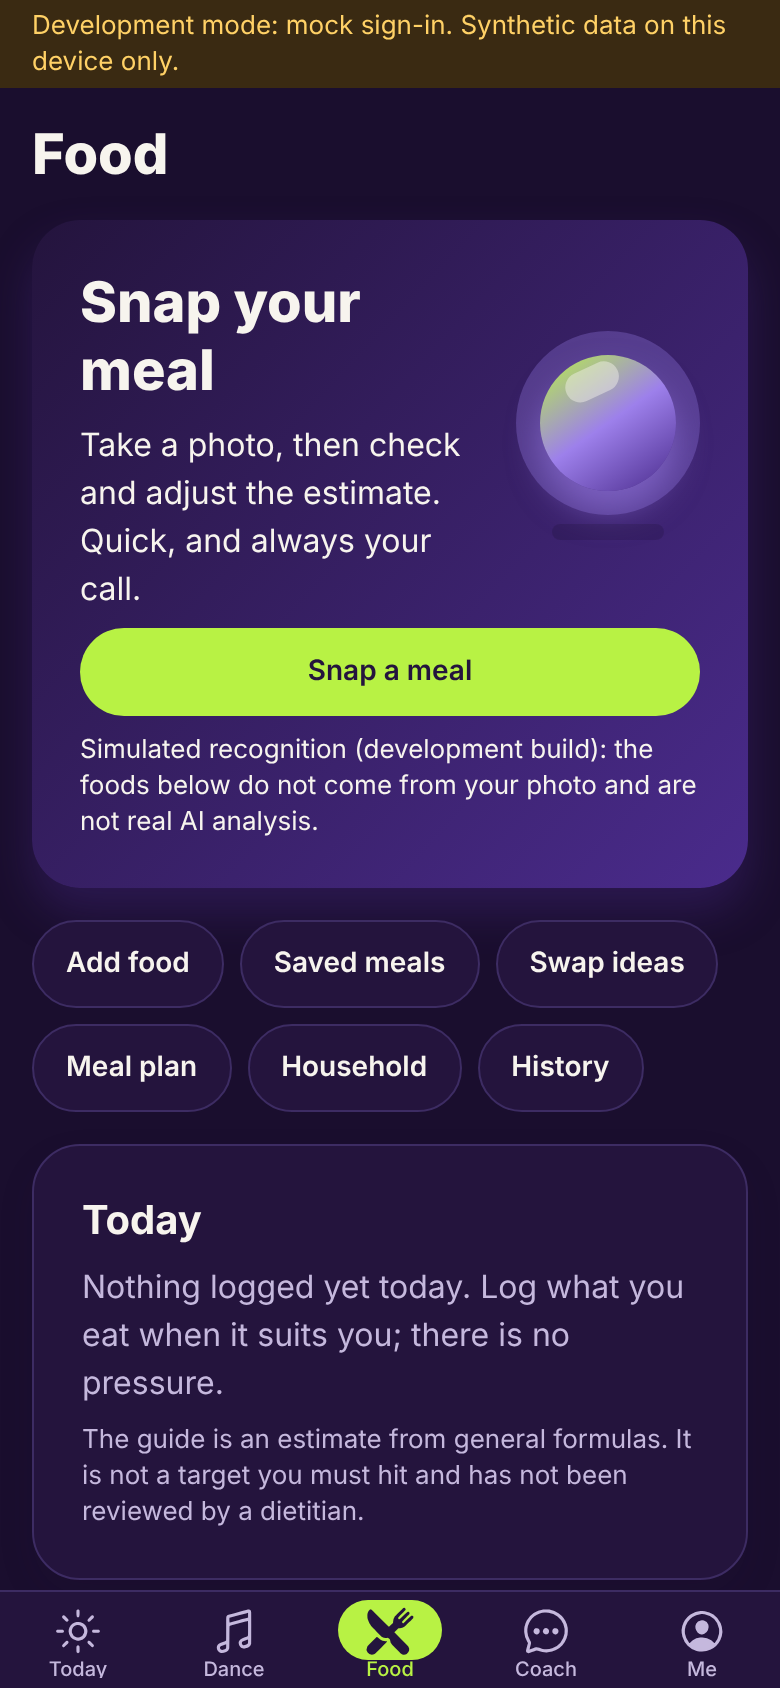 Development mode: mock sign-in. Synthetic data on this
device only.
Food
Snap your
meal
Take a photo, then check
and adjust the estimate.
Quick, and always your
call.
Snap a meal
Simulated recognition (development build): the
foods below do not come from your photo and are
not real AI analysis.
Add food
Saved meals
Swap ideas
Meal plan
Household
History
Today
Nothing logged yet today. Log what you
eat when it suits you; there is no
pressure.
The guide is an estimate from general formulas. It
is not a target you must hit and has not been
reviewed by a dietitian.
Today
Dance
Food
Coach
Me